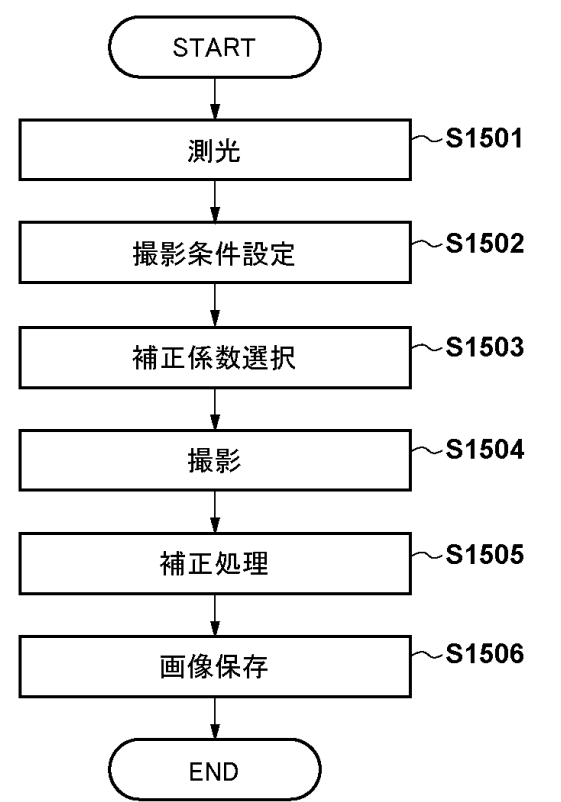 START
測光
S1501
撮影条件設定
S1502
補正係数選択
S1503
撮影
S1504
補正処理
S1505
画像保存
S1506
END